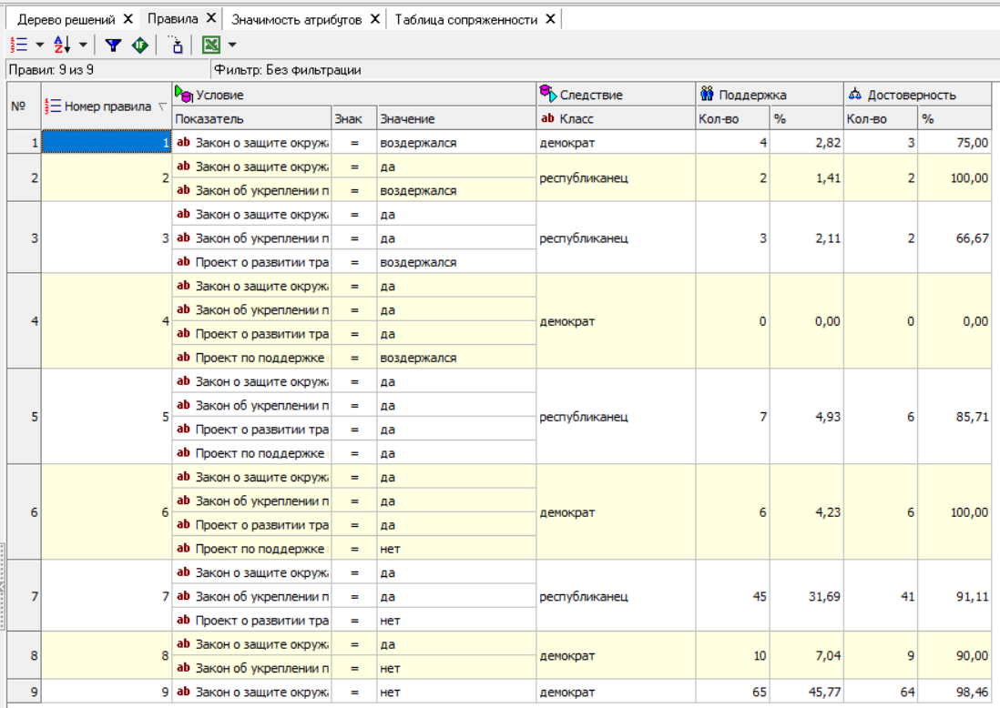 Дерево решений X Правила X Значимость атрибутов X Таблица сопряженности X
Правил: 9 из 9 Фильтр: Без фильтрации
№ Номер правила Условие Следствие Поддержка Достоверность
Показатель Знак Значение ab Класс Кол-во % Кол-во %
1 1 ab Закон о защите окруж = воздержался демократ 4 2,82 3 75,00
2 2 ab Закон о защите окруж = да республиканец 2 1,41 2 100,00
ab Закон об укреплении п = воздержался
3 3 ab Закон о защите окруж = да республиканец 3 2,11 2 66,67
ab Закон об укреплении п = да
ab Проект о развитии тра = воздержался
4 4 ab Закон о защите окруж = да демократ 0 0,00 0 0,00
ab Закон об укреплении п = да
ab Проект о развитии тра = да
ab Проект по поддержке = воздержался
5 5 ab Закон о защите окруж = да республиканец 7 4,93 6 85,71
ab Закон об укреплении п = да
ab Проект о развитии тра = да
ab Проект по поддержке = да
6 6 ab Закон о защите окруж = да демократ 6 4,23 6 100,00
ab Закон об укреплении п = да
ab Проект о развитии тра = да
ab Проект по поддержке = нет
7 7 ab Закон о защите окруж = да республиканец 45 31,69 41 91,11
ab Закон об укреплении п = да
ab Проект о развитии тра = нет
8 8 ab Закон о защите окруж = да демократ 10 7,04 9 90,00
ab Закон об укреплении п = нет
9 9 ab Закон о защите окруж = нет демократ 65 45,77 64 98,46